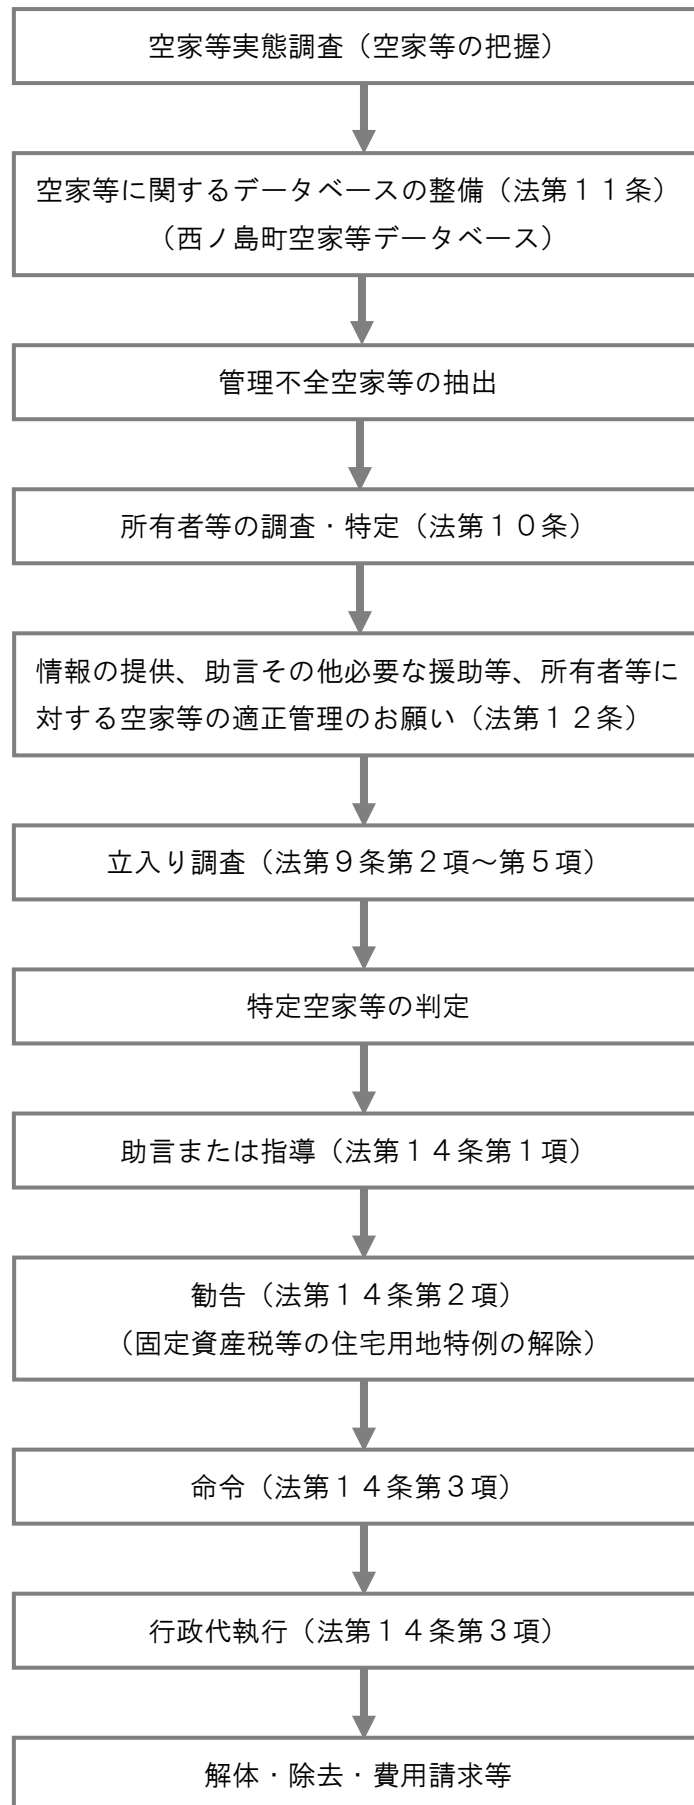 空家等実態調査（空家等の把握）
空家等に関するデータベースの整備（法第１１条）
（西ノ島町空家等データベース）
管理不全空家等の抽出
所有者等の調査・特定（法第１０条）
情報の提供、助言その他必要な援助等、所有者等に
対する空家等の適正管理のお願い（法第１２条）
立入り調査（法第９条第２項～第５項）
特定空家等の判定
助言または指導（法第１４条第１項）
勧告（法第１４条第２項）
（固定資産税等の住宅用地特例の解除）
命令（法第１４条第３項）
行政代執行（法第１４条第３項）
解体・除去・費用請求等